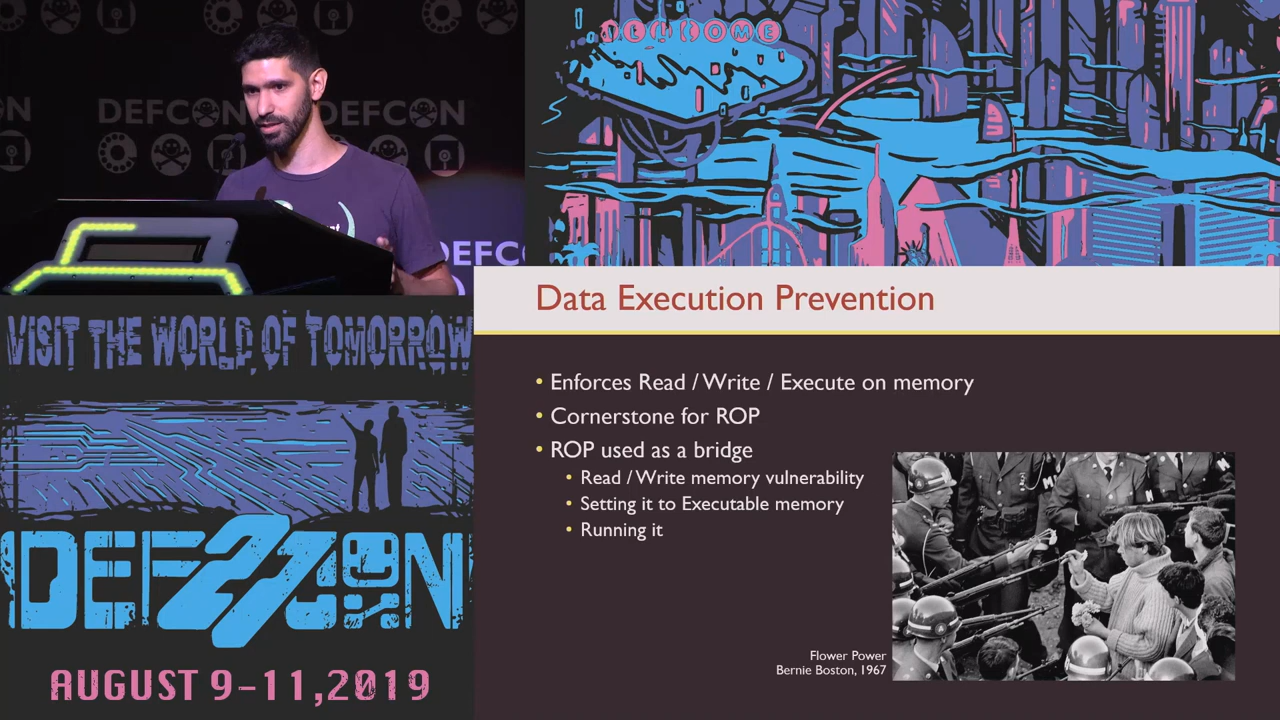 DEFCON
DEFCON
DEFCON
WELCOME
Data Execution Prevention
• Enforces Read / Write / Execute on memory
• Cornerstone for ROP
• ROP used as a bridge
• Read / Write memory vulnerability
• Setting it to Executable memory
• Running it
Flower Power
Bernie Boston, 1967
VISIT THE WORLD OF TOMORROW
DEF27CON
AUGUST 9-11,2019